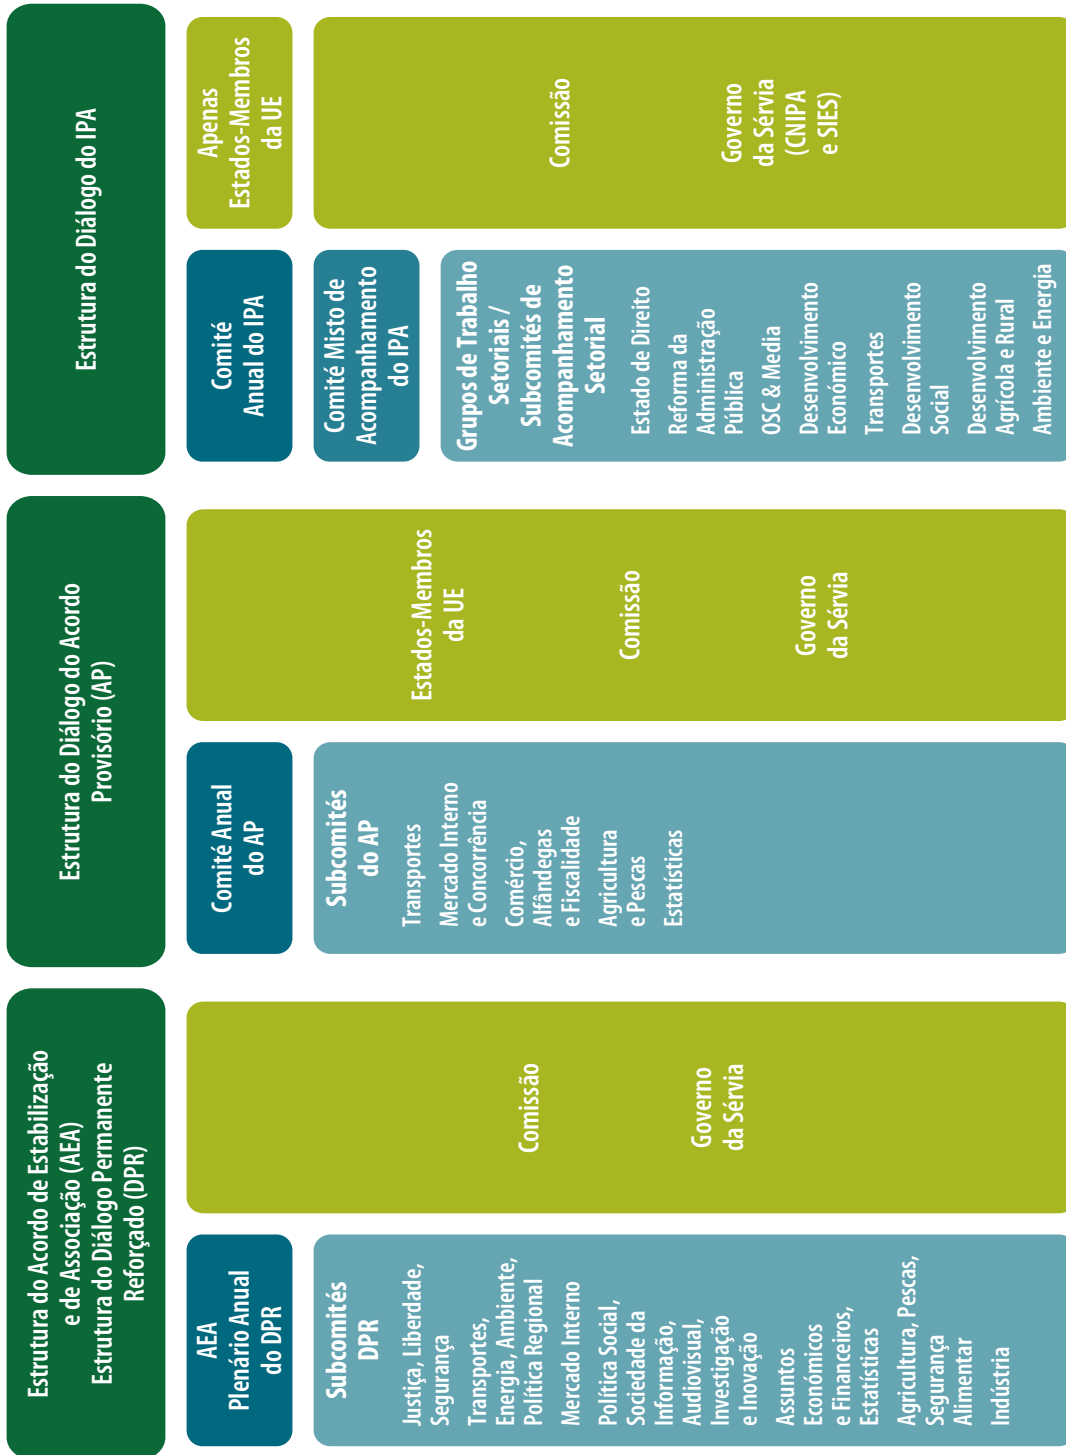 Estrutura do Acordo de Estabilização
e de Associação (AEA)
Estrutura do Diálogo Permanente
Reforçado (DPR)
AEA
Plenário Anual
do DPR
Subcomités
DPR
Justiça, Liberdade,
Segurança
Transportes,
Energia, Ambiente,
Política Regional
Mercado Interno
Política Social,
Sociedade da
Informação,
Audiovisual,
Investigação
e Inovação
Assuntos
Económicos
e Financeiros,
Estatísticas
Agricultura, Pescas,
Segurança
Alimentar
Indústria
Comissão
Governo
da Sérvia
Estrutura do Diálogo do Acordo
Provisório (AP)
Comité Anual
do AP
Subcomités
do AP
Transportes
Mercado Interno
e Concorrência
Comércio,
Alfândegas
e Fiscalidade
Agricultura
e Pescas
Estatísticas
Estados-Membros
da UE
Comissão
Governo
da Sérvia
Estrutura do Diálogo do IPA
Comité
Anual do IPA
Comité Misto de
Acompanhamento
do IPA
Grupos de Trabalho
Setoriais /
Subcomités de
Acompanhamento
Setorial
Estado de Direito
Reforma da
Administração
Pública
OSC & Media
Desenvolvimento
Económico
Transportes
Desenvolvimento
Social
Desenvolvimento
Agrícola e Rural
Ambiente e Energia
Apenas
Estados-Membros
da UE
Comissão
Governo
da Sérvia
(CNIPA
e SIES)